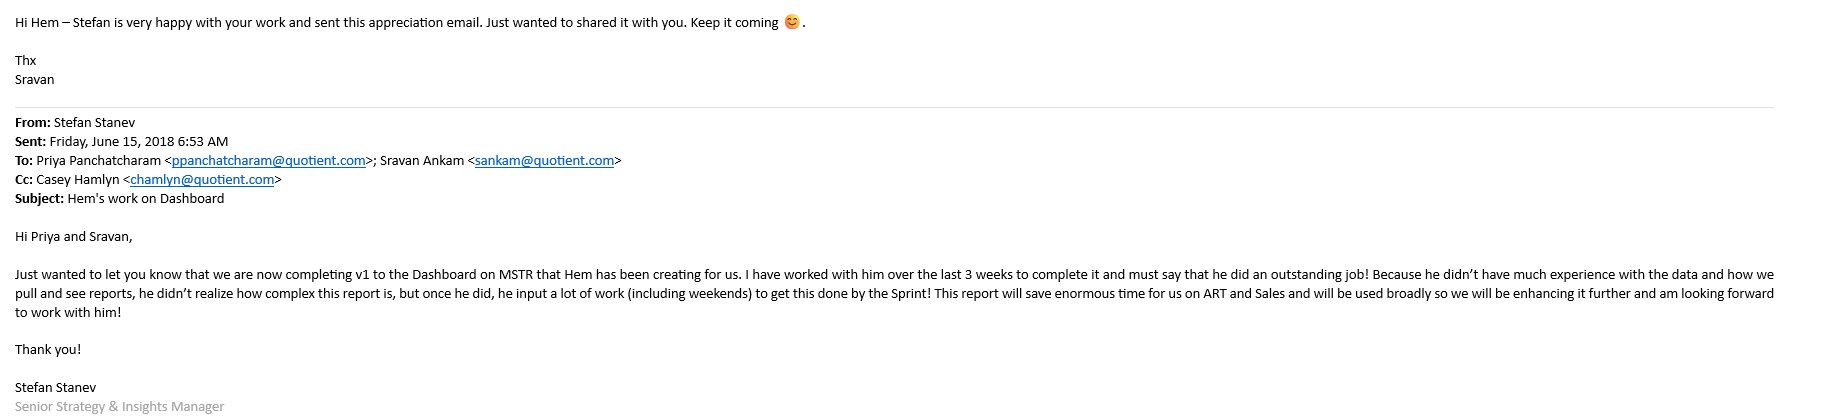 Hi Hem – Stefan is very happy with your work and sent this appreciation email. Just wanted to shared it with you. Keep it coming 😊.
Thx
Sravan
From: Stefan Stanev
Sent: Friday, June 15, 2018 6:53 AM
To: Priya Panchatcharam <ppanchatcharam@quotient.com>; Sravan Ankam <sankam@quotient.com>
Cc: Casey Hamlyn <chamlyn@quotient.com>
Subject: Hem's work on Dashboard
Hi Priya and Sravan,
Just wanted to let you know that we are now completing v1 to the Dashboard on MSTR that Hem has been creating for us. I have worked with him over the last 3 weeks to complete it and must say that he did an outstanding job! Because he didn’t have much experience with the data and how we
pull and see reports, he didn’t realize how complex this report is, but once he did, he input a lot of work (including weekends) to get this done by the Sprint! This report will save enormous time for us on ART and Sales and will be used broadly so we will be enhancing it further and am looking forward
to work with him!
Thank you!
Stefan Stanev
Senior Strategy & Insights Manager